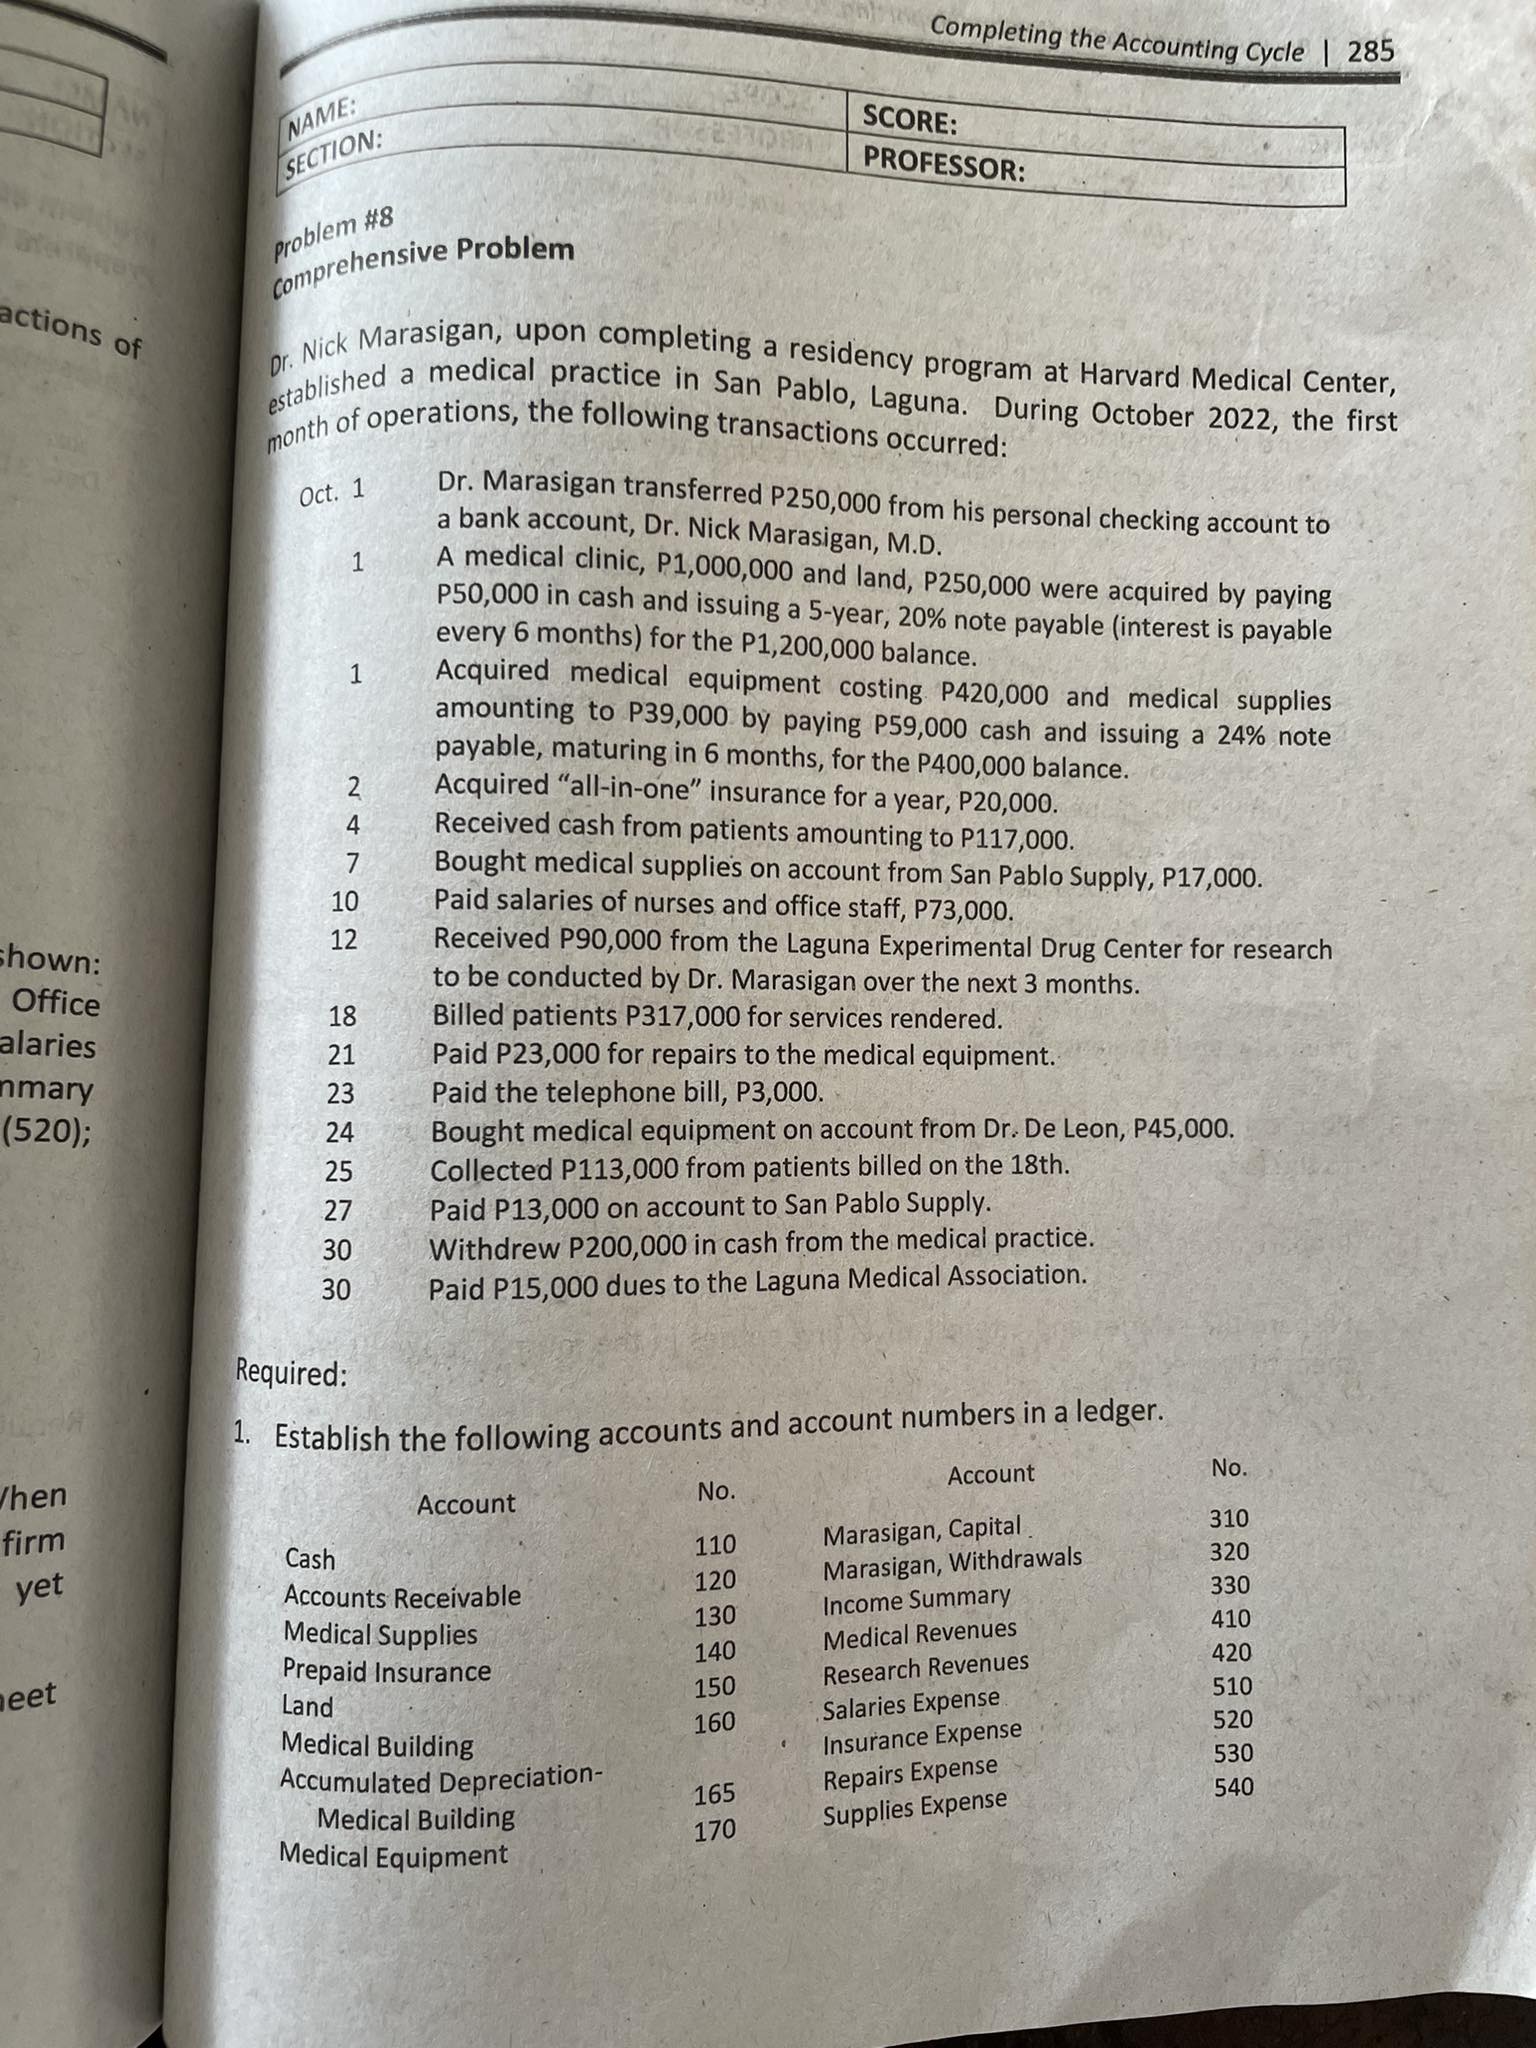 Completing the Accounting Cycle | 285
NAME:
SCORE:
SECTION:
PROFESSOR:
Problem #8
Comprehensive Problem
Dr. Nick Marasigan, upon completing a residency program at Harvard Medical Center,
established a medical practice in San Pablo, Laguna. During October 2022, the first
month of operations, the following transactions occurred:
Oct. 1 Dr. Marasigan transferred P250,000 from his personal checking account to
a bank account, Dr. Nick Marasigan, M.D.
1 A medical clinic, P1,000,000 and land, P250,000 were acquired by paying
P50,000 in cash and issuing a 5-year, 20% note payable (interest is payable
every 6 months) for the P1,200,000 balance.
1 Acquired medical equipment costing P420,000 and medical supplies
amounting to P39,000 by paying P59,000 cash and issuing a 24% note
payable, maturing in 6 months, for the P400,000 balance.
2 Acquired “all-in-one” insurance for a year, P20,000.
4 Received cash from patients amounting to P117,000.
7 Bought medical supplies on account from San Pablo Supply, P17,000.
10 Paid salaries of nurses and office staff, P73,000.
12 Received P90,000 from the Laguna Experimental Drug Center for research
to be conducted by Dr. Marasigan over the next 3 months.
18 Billed patients P317,000 for services rendered.
21 Paid P23,000 for repairs to the medical equipment.
23 Paid the telephone bill, P3,000.
24 Bought medical equipment on account from Dr. De Leon, P45,000.
25 Collected P113,000 from patients billed on the 18th.
27 Paid P13,000 on account to San Pablo Supply.
30 Withdrew P200,000 in cash from the medical practice.
30 Paid P15,000 dues to the Laguna Medical Association.
Required:
1. Establish the following accounts and account numbers in a ledger.
Account No. Account No.
Cash 110 Marasigan, Capital 310
Accounts Receivable 120 Marasigan, Withdrawals 320
Medical Supplies 130 Income Summary 330
Prepaid Insurance 140 Medical Revenues 410
Land 150 Research Revenues 420
Medical Building 160 Salaries Expense 510
Accumulated Depreciation- Insurance Expense 520
Medical Building 165 Repairs Expense 530
Medical Equipment 170 Supplies Expense 540
actions of
shown:
Office
alaries
mmary
(520);
When
firm
yet